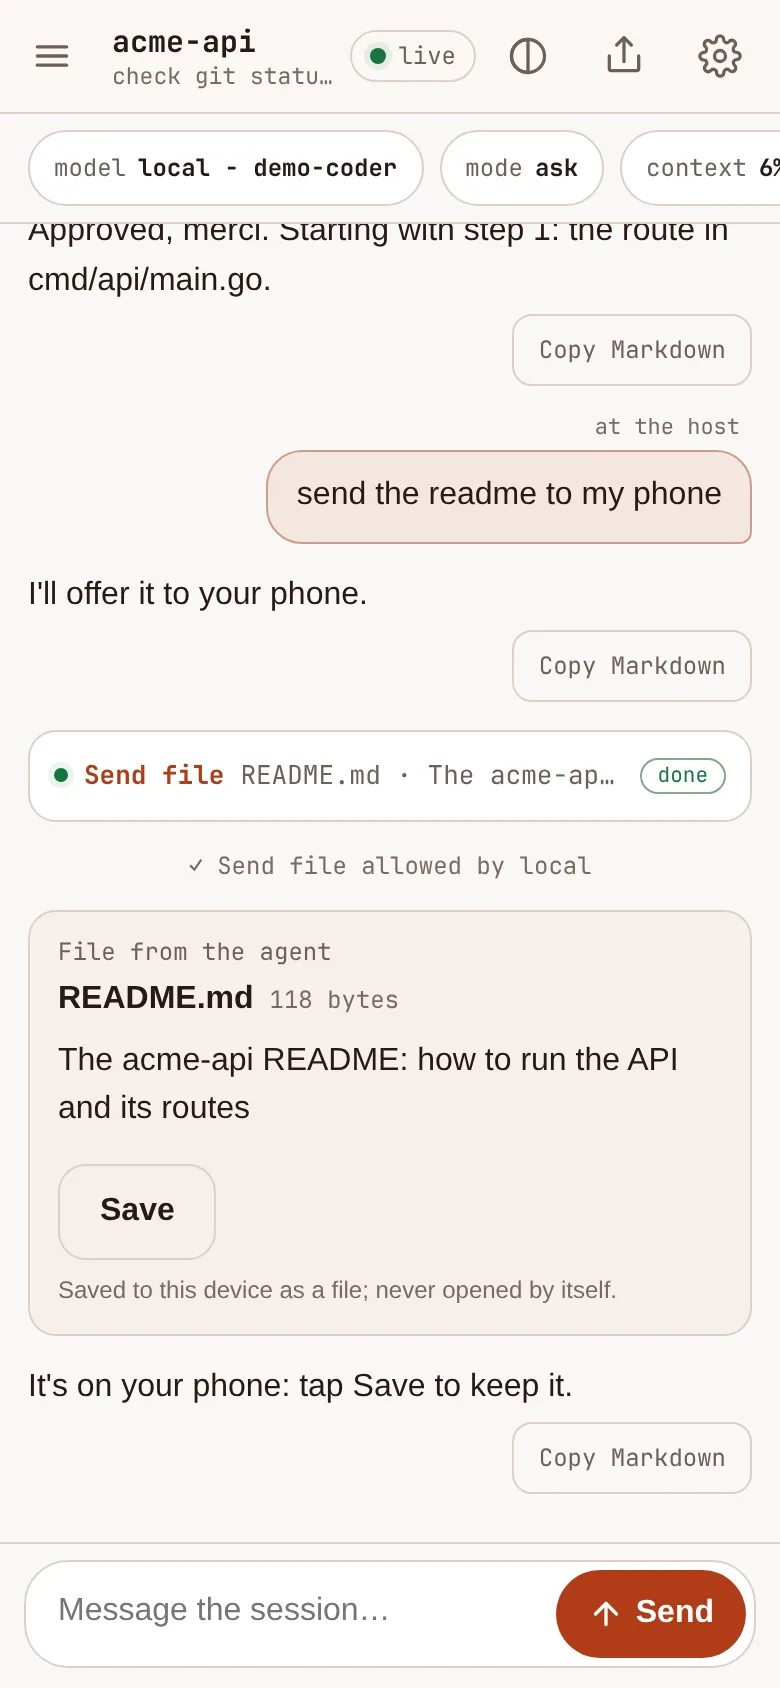 acme-api
check git statu…
live
model local - demo-coder
mode ask
context 6%
Approved, merci. Starting with step 1: the route in
cmd/api/main.go.
Copy Markdown
at the host
send the readme to my phone
I'll offer it to your phone.
Copy Markdown
Send file README.md · The acme-ap… done
✓ Send file allowed by local
File from the agent
README.md 118 bytes
The acme-api README: how to run the API
and its routes
Save
Saved to this device as a file; never opened by itself.
It's on your phone: tap Save to keep it.
Copy Markdown
Message the session…
Send